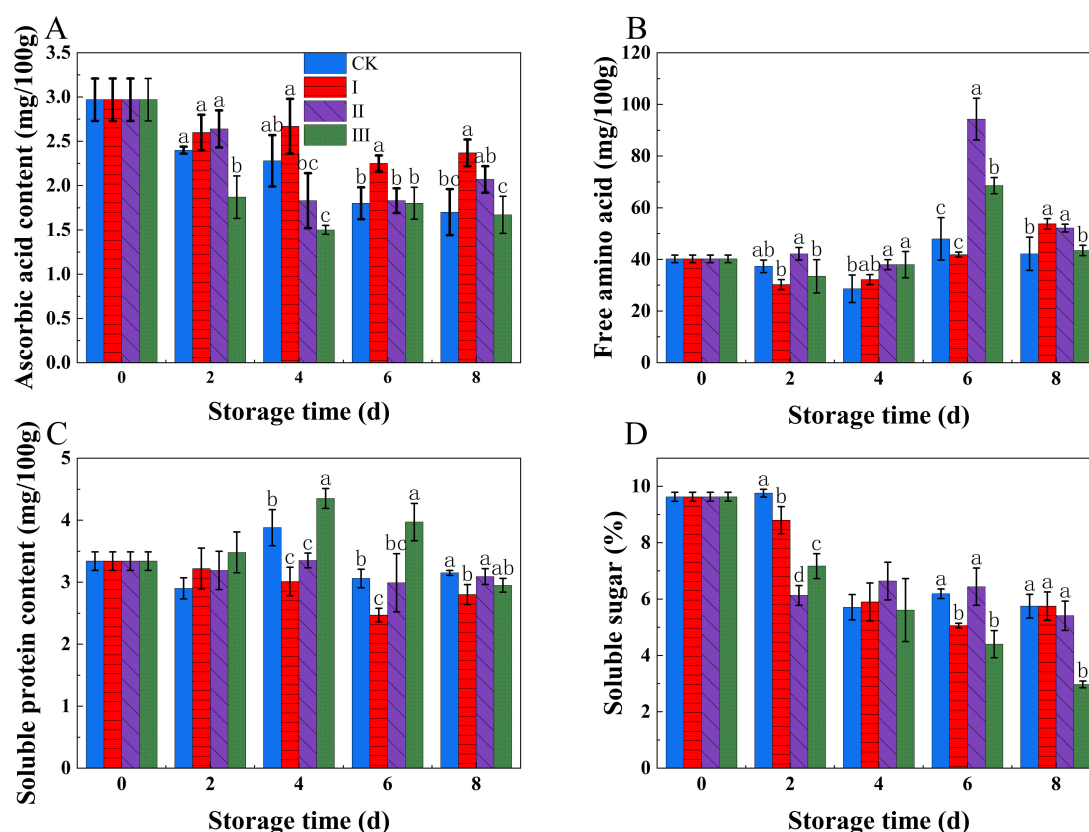 A
Ascorbic acid content (mg/100g)
3.5
3.0
2.5
2.0
1.5
1.0
0.5
0.0
CK
I
II
III
a a a b
ab a bc c
b a b b
bc a ab c
0 2 4 6 8
Storage time (d)
B
Free amino acid (mg/100g)
120
100
80
60
40
20
0
ab b a b
b ab a a
c c a b
b a a b
0 2 4 6 8
Storage time (d)
C
Soluble protein content (mg/100g)
5
4
3
2
1
0
b c c a
b c bc a
a b a ab
0 2 4 6 8
Storage time (d)
D
Soluble sugar (%)
10
8
6
4
2
0
a b d c
a b a b
a a a b
0 2 4 6 8
Storage time (d)